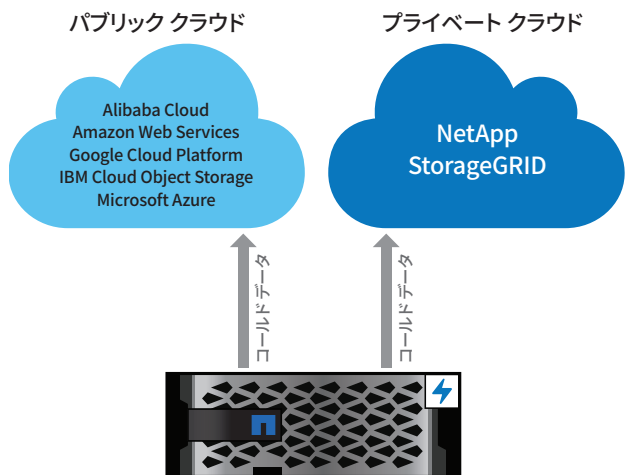 パブリック クラウド
プライベート クラウド
Alibaba Cloud
Amazon Web Services
Google Cloud Platform
IBM Cloud Object Storage
Microsoft Azure
NetApp
StorageGRID
コールドデータ
コールドデータ